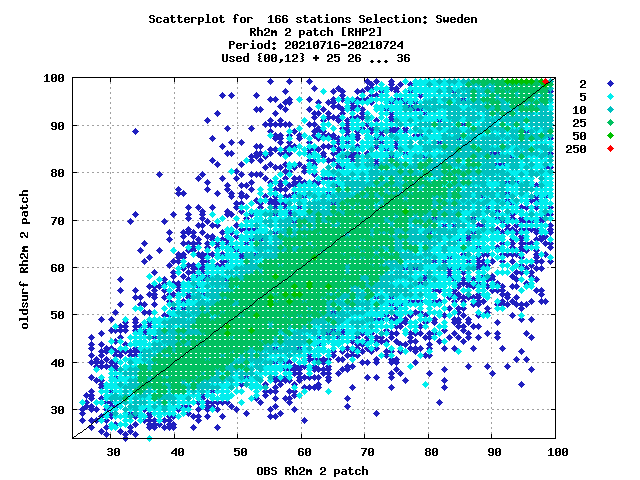 Scatterplot for  166 stations Selection: Sweden
Rh2m 2 patch [RHP2]
Period: 20210716-20210724
Used {00,12} + 25 26 ... 36
2
5
10
25
50
250
100
90
80
70
60
50
40
30
oldsurf Rh2m 2 patch
30 40 50 60 70 80 90 100
OBS Rh2m 2 patch